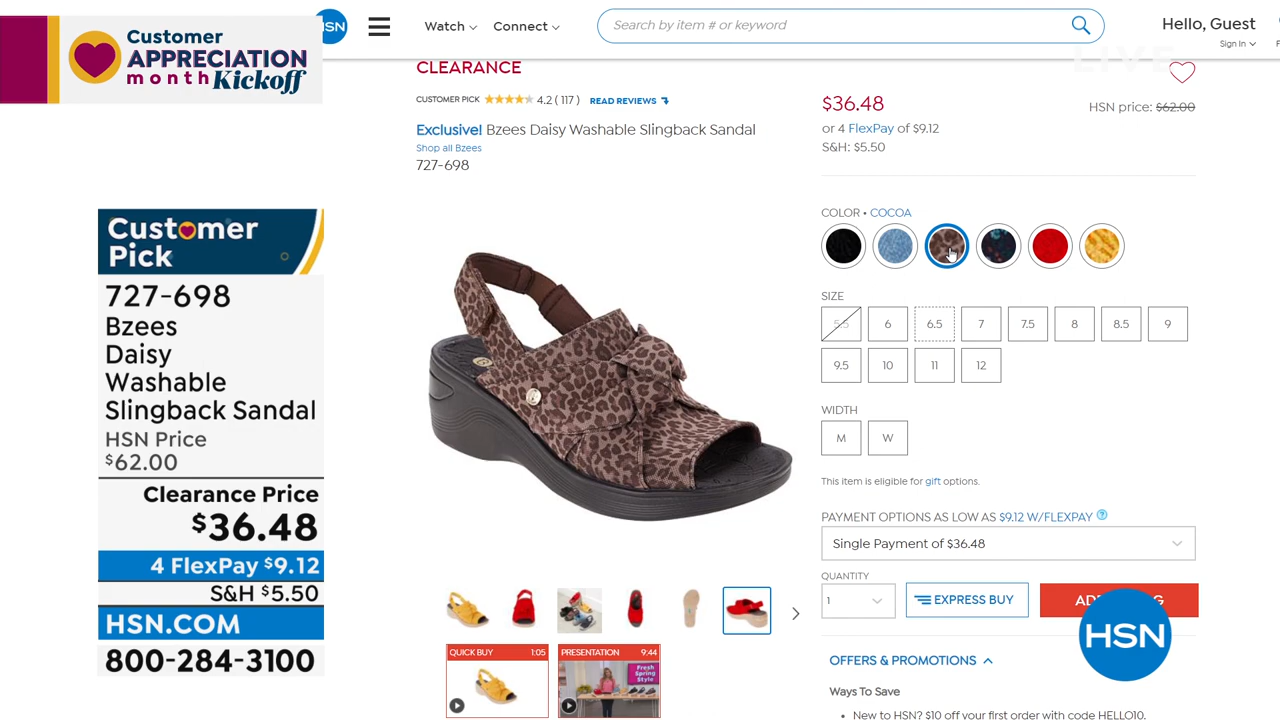 Customer
APPRECIATION
month Kickoff
HSN
Watch
Connect
Search by item # or keyword
Hello, Guest
Sign In
LIVE
CLEARANCE
CUSTOMER PICK 4.2 ( 117 ) READ REVIEWS
Exclusive! Bzees Daisy Washable Slingback Sandal
Shop all Bzees
727-698
$36.48
HSN price: $62.00
or 4 FlexPay of $9.12
S&H: $5.50
COLOR • COCOA
SIZE
5.5 6 6.5 7 7.5 8 8.5 9
9.5 10 11 12
WIDTH
M W
This item is eligible for gift options.
PAYMENT OPTIONS AS LOW AS $9.12 W/FLEXPAY ?
Single Payment of $36.48
QUANTITY
1
EXPRESS BUY
HSN
OFFERS & PROMOTIONS
Ways To Save
• New to HSN? $10 off your first order with code HELLO10.
Customer
Pick
727-698
Bzees
Daisy
Washable
Slingback Sandal
HSN Price
$62.00
Clearance Price
$36.48
4 FlexPay $9.12
S&H $5.50
HSN.COM
800-284-3100
QUICK BUY 1:05
PRESENTATION 9:44
Fresh
Spring
Style